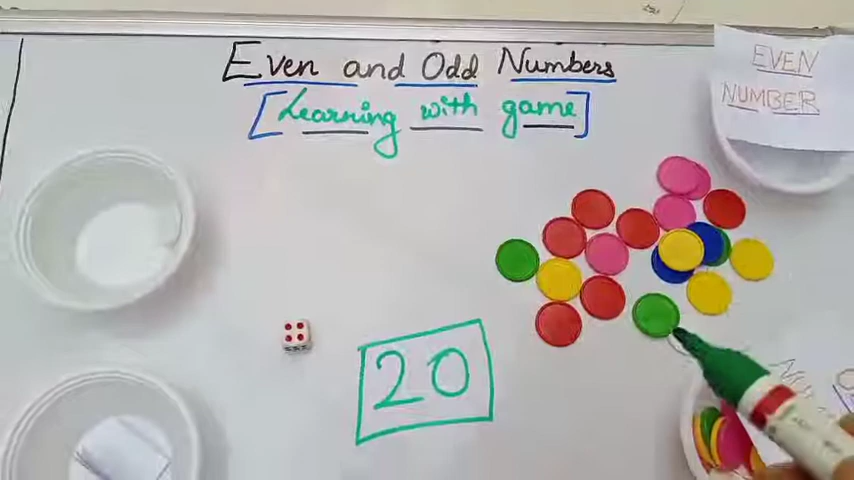 Even and Odd Numbers
[Learning with game]
EVEN
NUMBER
20